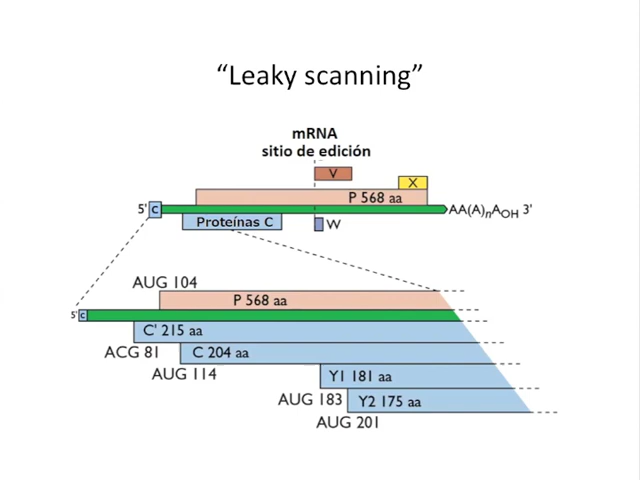 “Leaky scanning”
mRNA
sitio de edición
V
X
P 568 aa
5' C
AA(A)nAOH 3'
Proteínas C
W
AUG 104
P 568 aa
5' C
C' 215 aa
ACG 81
C 204 aa
AUG 114
Y1 181 aa
AUG 183
Y2 175 aa
AUG 201